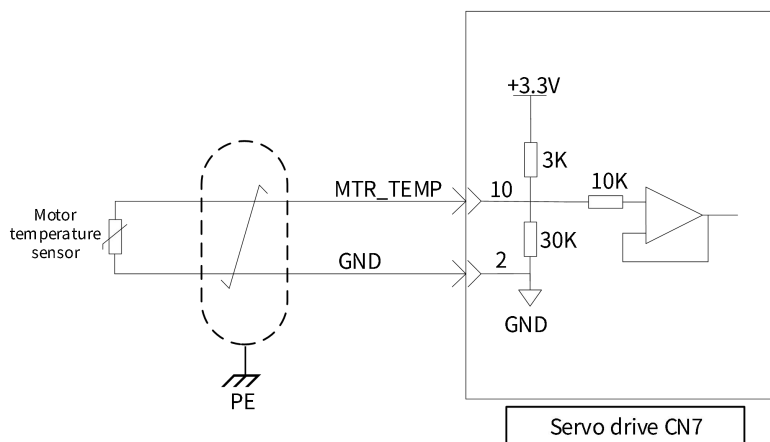 +3.3V
3K
MTR_TEMP
10
10K
Motor
temperature
sensor
30K
GND
2
GND
PE
Servo drive CN7